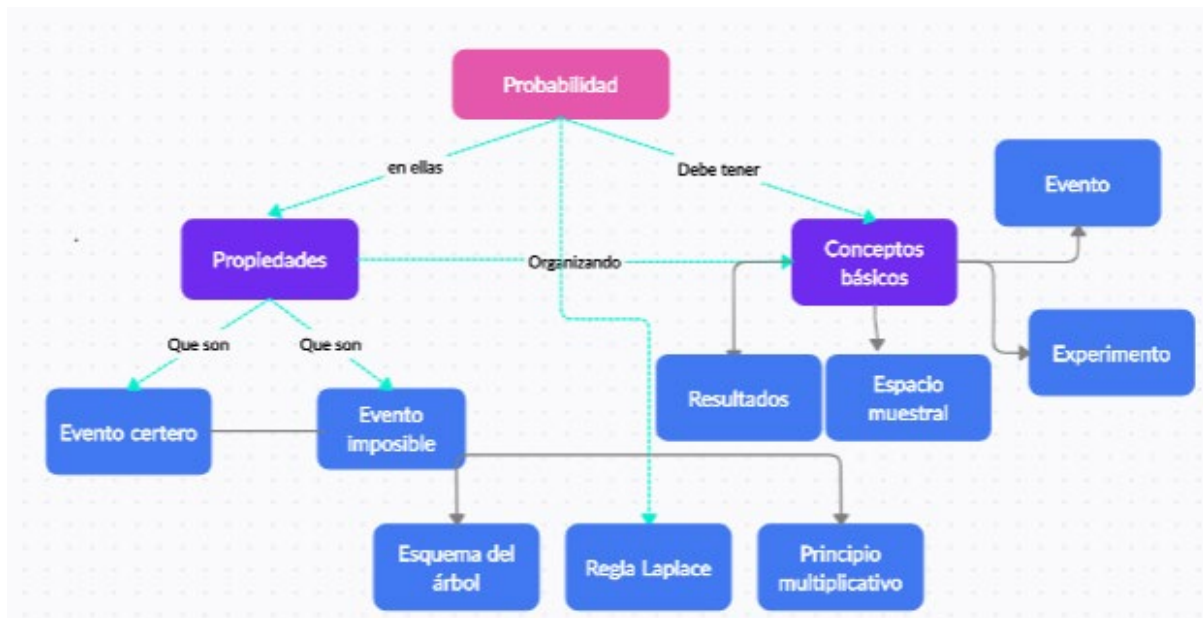 Probabilidad
en ellas
Debe tener
Evento
Propiedades
Organizando
Conceptos
básicos
Que son
Que son
Resultados
Espacio
muestral
Experimento
Evento certero
Evento
imposible
Esquema del
árbol
Regla Laplace
Principio
multiplicativo